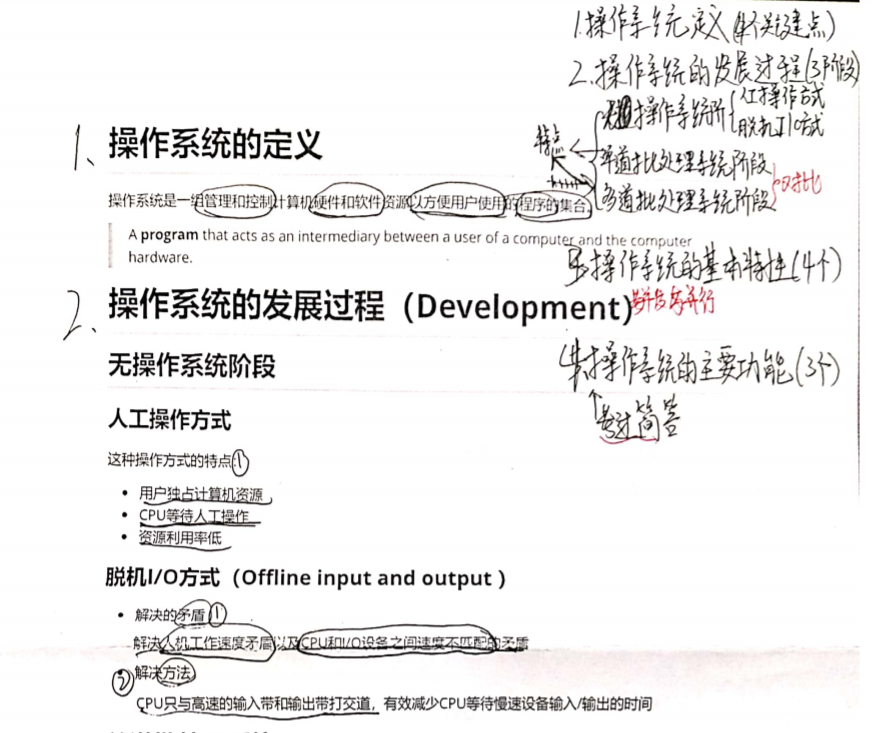 1.操作系统定义(4个关键点)
2.操作系统的发展过程(3阶段)
无操作系统阶
人工操作方式
脱机I/O方式
特点
单道批处理系统阶段
多道批处理系统阶段
对比
3.操作系统的基本特性(4个)
并行
4.操作系统的主要功能(3个)
考过简答
1、操作系统的定义
操作系统是一组管理和控制计算机硬件和软件资源以方便用户使用的程序的集合。
A program that acts as an intermediary between a user of a computer and the computer
hardware.
2、操作系统的发展过程（Development）
无操作系统阶段
人工操作方式
这种操作方式的特点①
• 用户独占计算机资源
• CPU等待人工操作
• 资源利用率低
脱机I/O方式（Offline input and output ）
• 解决的矛盾①
解决人机工作速度矛盾以及CPU和I/O设备之间速度不匹配的矛盾
②解决方法
CPU只与高速的输入带和输出带打交道，有效减少CPU等待慢速设备输入/输出的时间